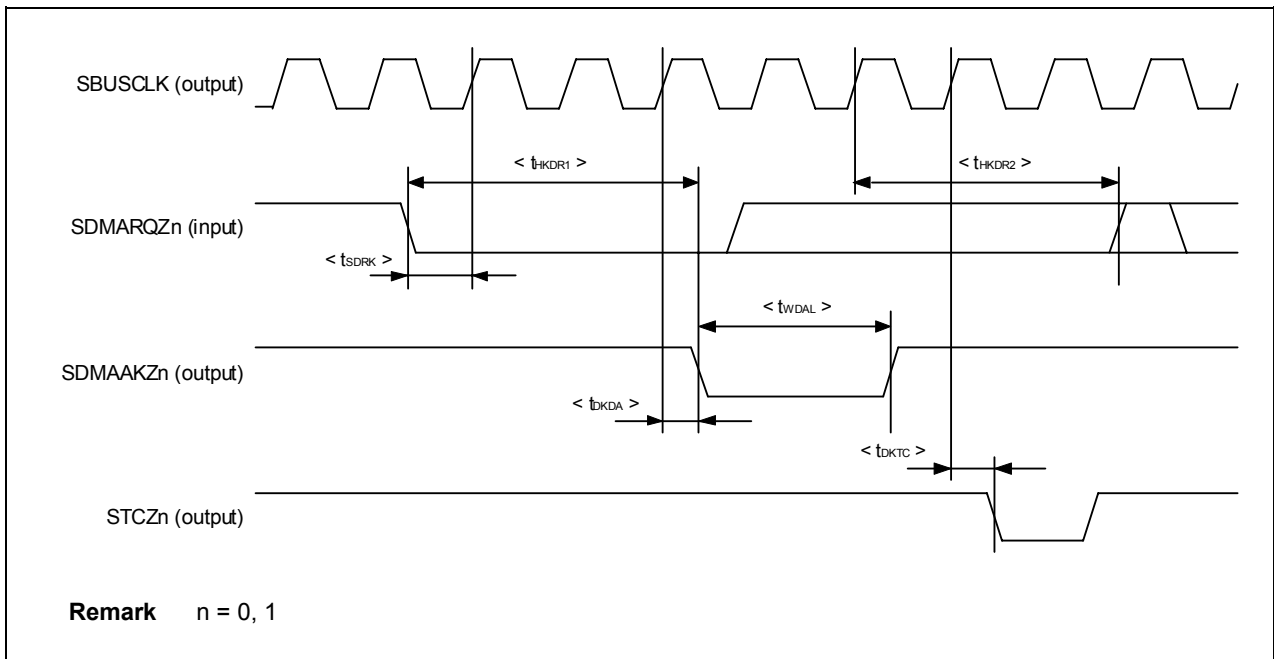 SBUSCLK (output)
< tHKDR1 >
< tHKDR2 >
SDMARQZn (input)
< tSDRK >
< tWDAL >
SDMAAKZn (output)
< tDKDA >
< tDKTC >
STCZn (output)
Remark n = 0, 1